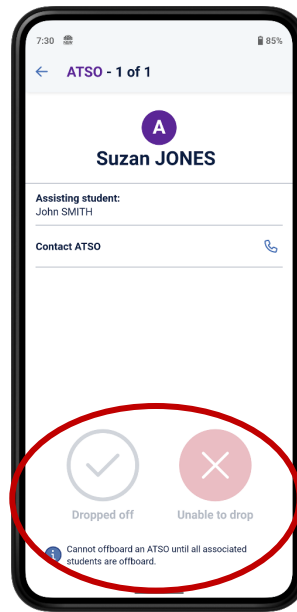 7:30 85%
ATSO - 1 of 1
A
Suzan JONES
Assisting student:
John SMITH
Contact ATSO
Dropped off Unable to drop
Cannot offboard an ATSO until all associated
students are offboard.